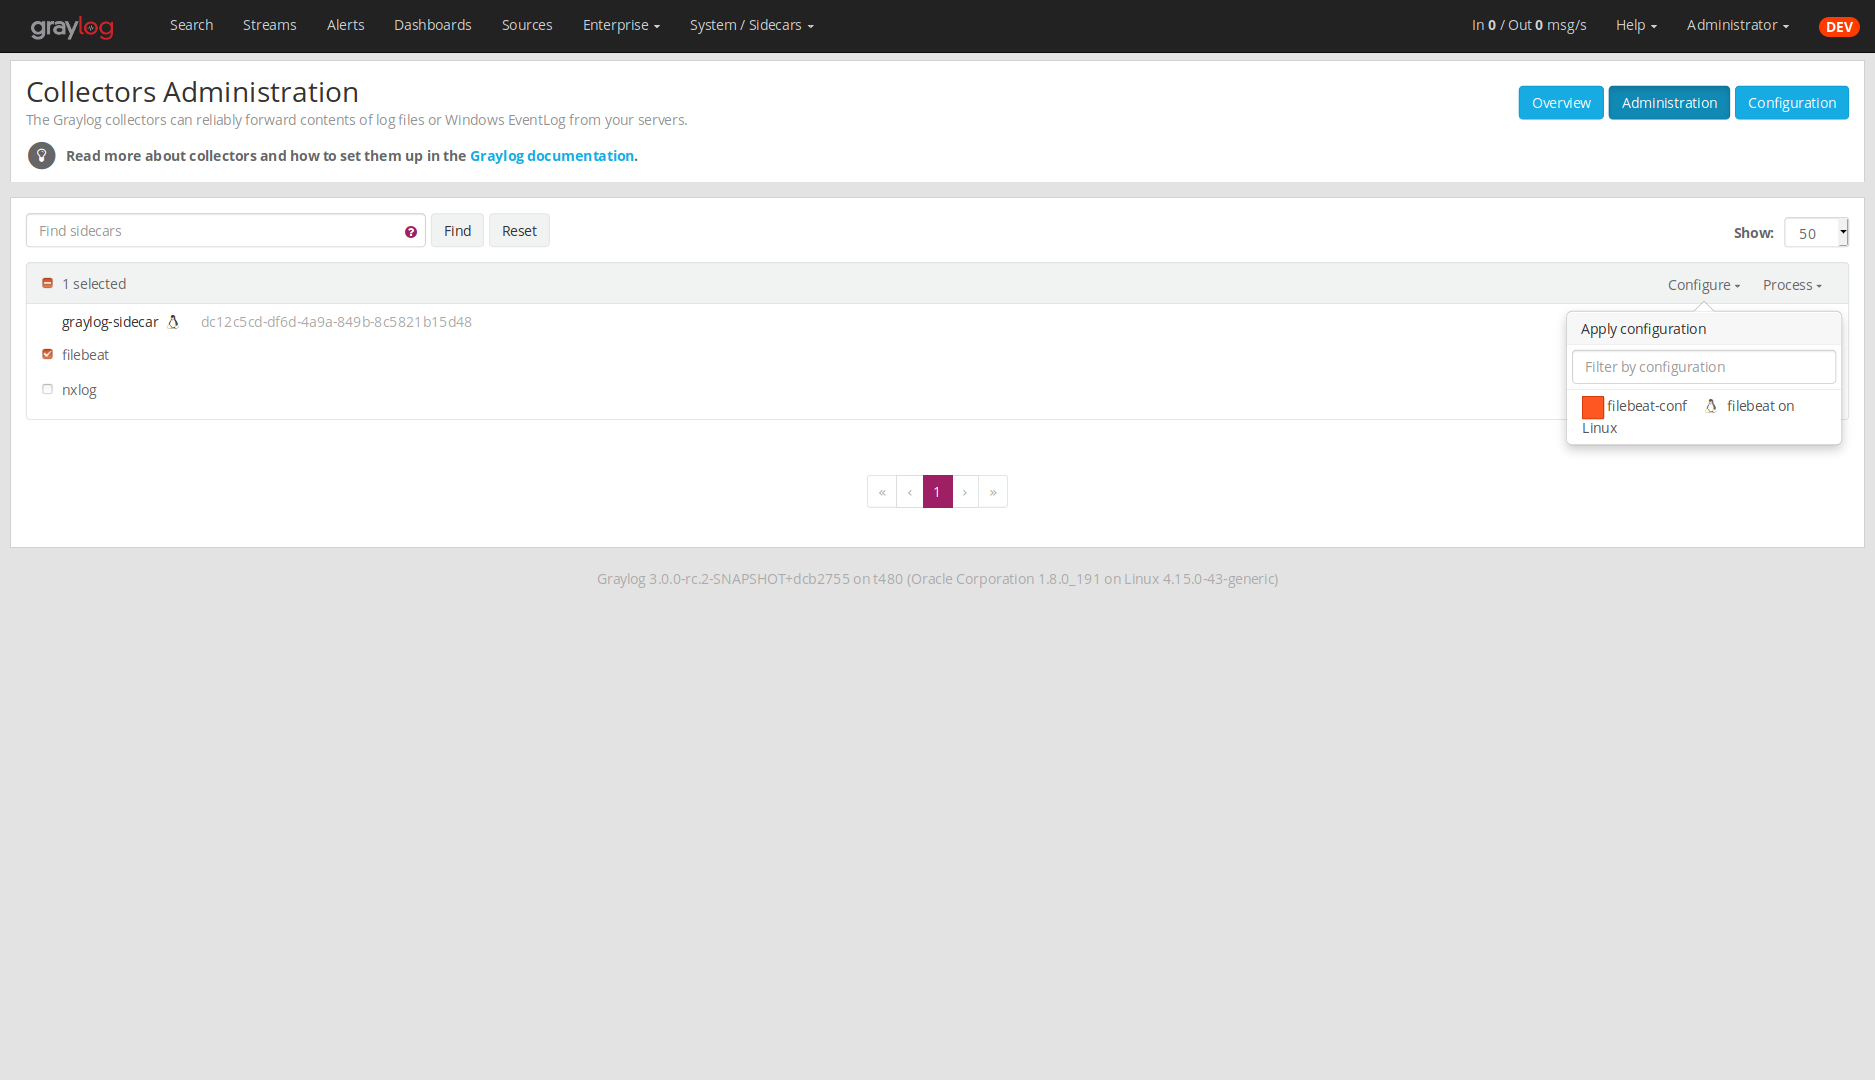 graylog Search Streams Alerts Dashboards Sources Enterprise System / Sidecars In 0 / Out 0 msg/s Help Administrator DEV
Collectors Administration
The Graylog collectors can reliably forward contents of log files or Windows EventLog from your servers.
Overview Administration Configuration
Read more about collectors and how to set them up in the Graylog documentation.
Find sidecars ? Find Reset Show: 50
1 selected Configure Process
graylog-sidecar dc12c5cd-df6d-4a9a-849b-8c5821b15d48
Apply configuration
filebeat
Filter by configuration
nxlog
filebeat-conf filebeat on
Linux
« ‹ 1 › »
Graylog 3.0.0-rc.2-SNAPSHOT+dcb2755 on t480 (Oracle Corporation 1.8.0_191 on Linux 4.15.0-43-generic)